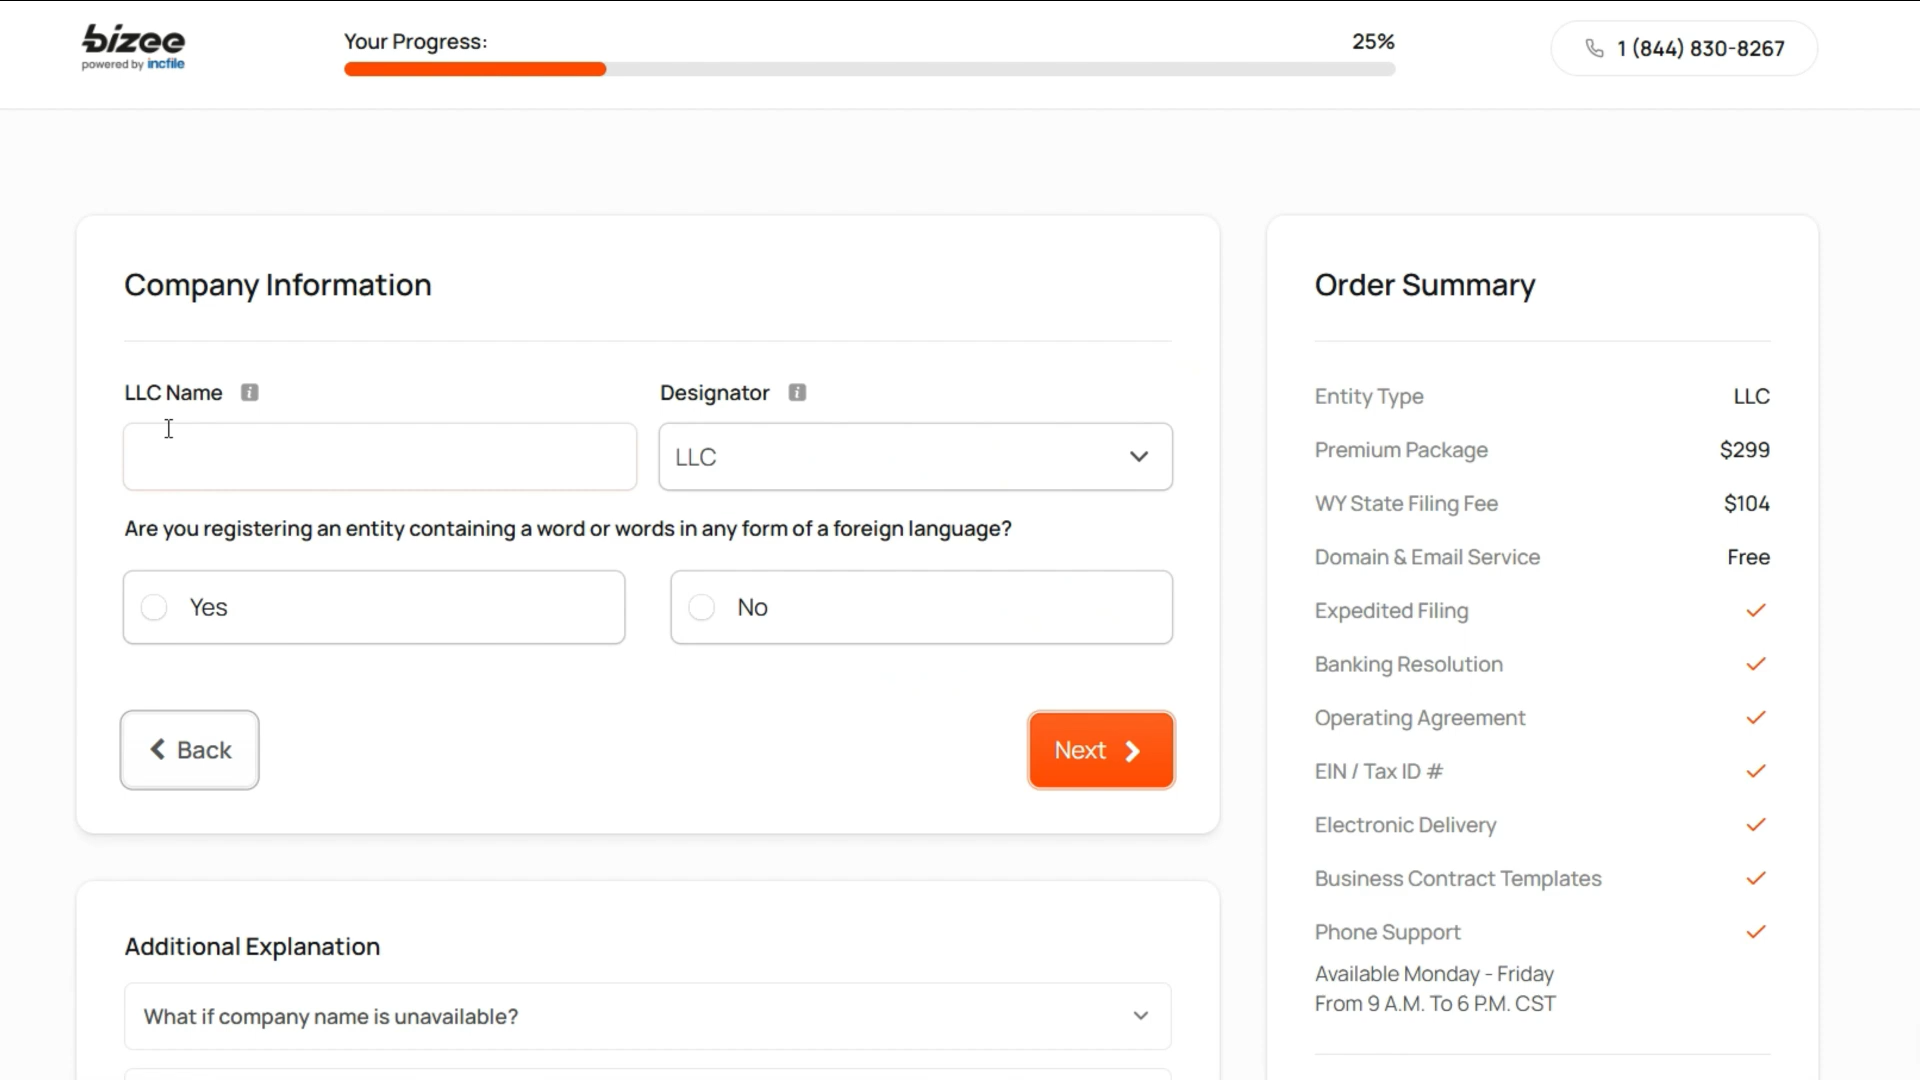 bizee
powered by incfile
Your Progress:
25%
1 (844) 830-8267
Company Information
LLC Name
Designator
LLC
Are you registering an entity containing a word or words in any form of a foreign language?
Yes
No
Back
Next
Additional Explanation
What if company name is unavailable?
Order Summary
Entity Type LLC
Premium Package $299
WY State Filing Fee $104
Domain & Email Service Free
Expedited Filing
Banking Resolution
Operating Agreement
EIN / Tax ID #
Electronic Delivery
Business Contract Templates
Phone Support
Available Monday - Friday
From 9 A.M. To 6 P.M. CST